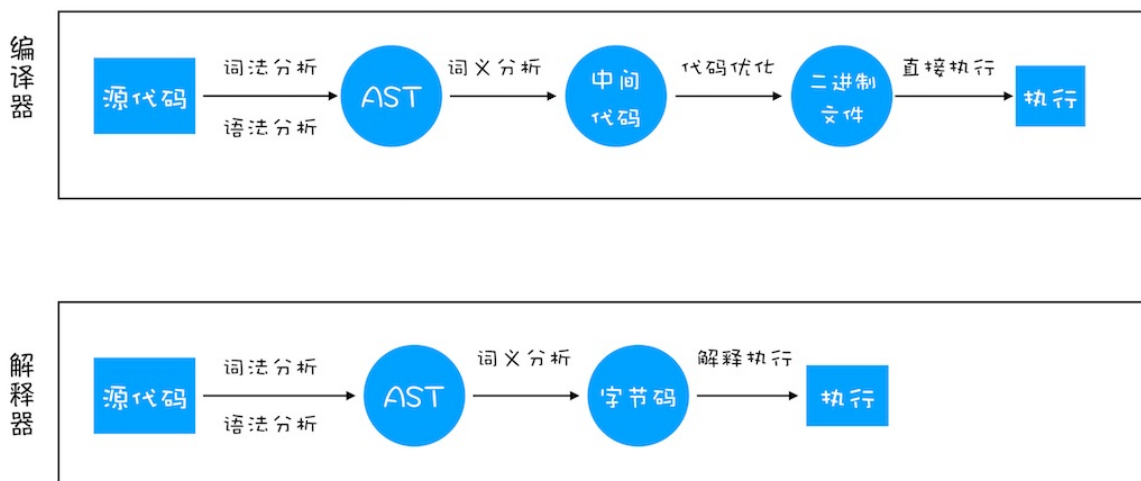 编译器
源代码
词法分析
语法分析
AST
词义分析
中间
代码
代码优化
二进制
文件
直接执行
执行
解释器
源代码
词法分析
语法分析
AST
词义分析
字节码
解释执行
执行